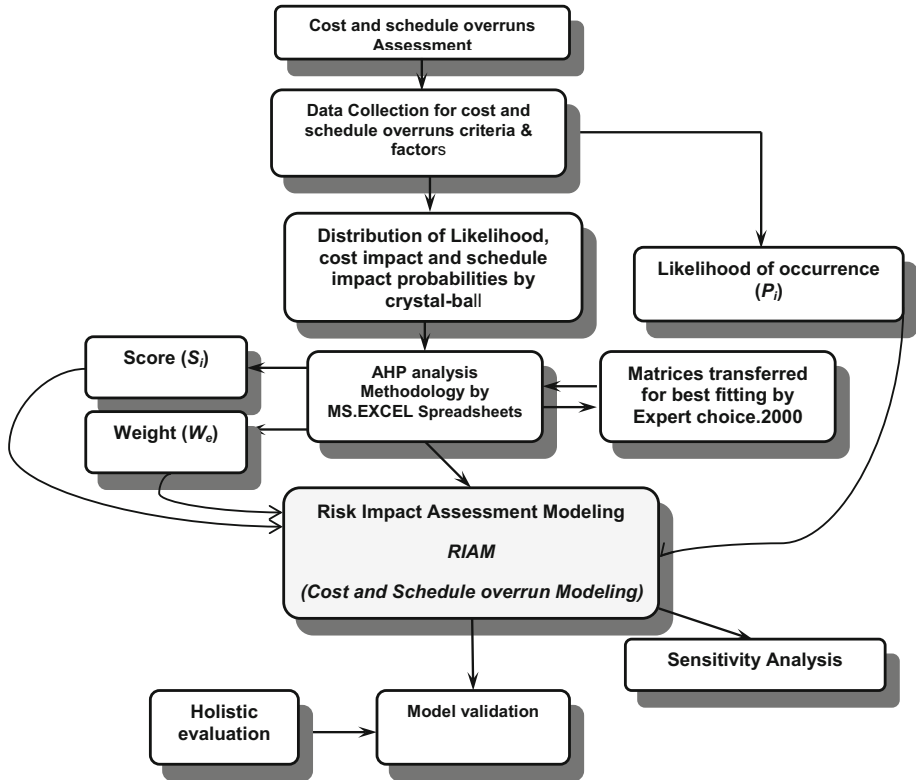 Cost and schedule overruns
Assessment
Data Collection for cost and
schedule overruns criteria &
factors
Distribution of Likelihood,
cost impact and schedule
impact probabilities by
crystal-ball
Likelihood of occurrence
(Pi)
Score (Si)
AHP analysis
Methodology by
MS.EXCEL Spreadsheets
Matrices transferred
for best fitting by
Expert choice.2000
Weight (We)
Risk Impact Assessment Modeling
RIAM
(Cost and Schedule overrun Modeling)
Sensitivity Analysis
Holistic
evaluation
Model validation